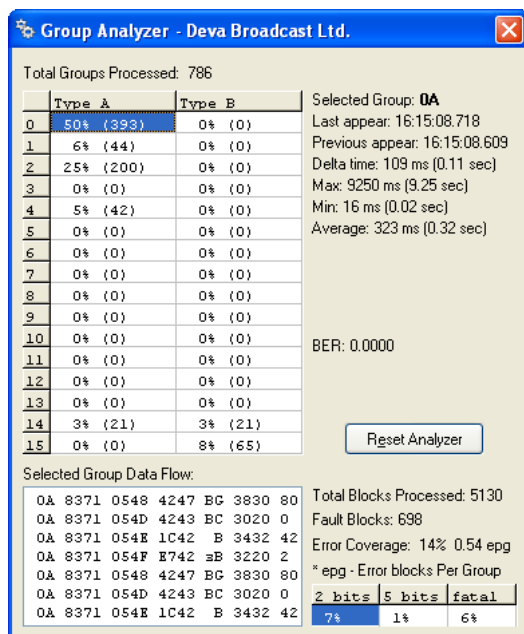 Group Analyzer - Deva Broadcast Ltd.
Total Groups Processed: 786
Type A Type B
0 50% (393) 0% (0)
1 6% (44) 0% (0)
2 25% (200) 0% (0)
3 0% (0) 0% (0)
4 5% (42) 0% (0)
5 0% (0) 0% (0)
6 0% (0) 0% (0)
7 0% (0) 0% (0)
8 0% (0) 0% (0)
9 0% (0) 0% (0)
10 0% (0) 0% (0)
11 0% (0) 0% (0)
12 0% (0) 0% (0)
13 0% (0) 0% (0)
14 3% (21) 3% (21)
15 0% (0) 8% (65)
Selected Group: 0A
Last appear: 16:15:08.718
Previous appear: 16:15:08.609
Delta time: 109 ms (0.11 sec)
Max: 9250 ms (9.25 sec)
Min: 16 ms (0.02 sec)
Average: 323 ms (0.32 sec)
BER: 0.0000
Reset Analyzer
Selected Group Data Flow:
0A 8371 0548 4247 BG 3830 80
0A 8371 054D 4243 BC 3020 0
0A 8371 054E 1C42 B 3432 42
0A 8371 054F E742 зB 3220 2
0A 8371 0548 4247 BG 3830 80
0A 8371 054D 4243 BC 3020 0
0A 8371 054E 1C42 B 3432 42
Total Blocks Processed: 5130
Fault Blocks: 698
Error Coverage: 14% 0.54 epg
* epg - Error blocks Per Group
2 bits 5 bits fatal
7% 1% 6%